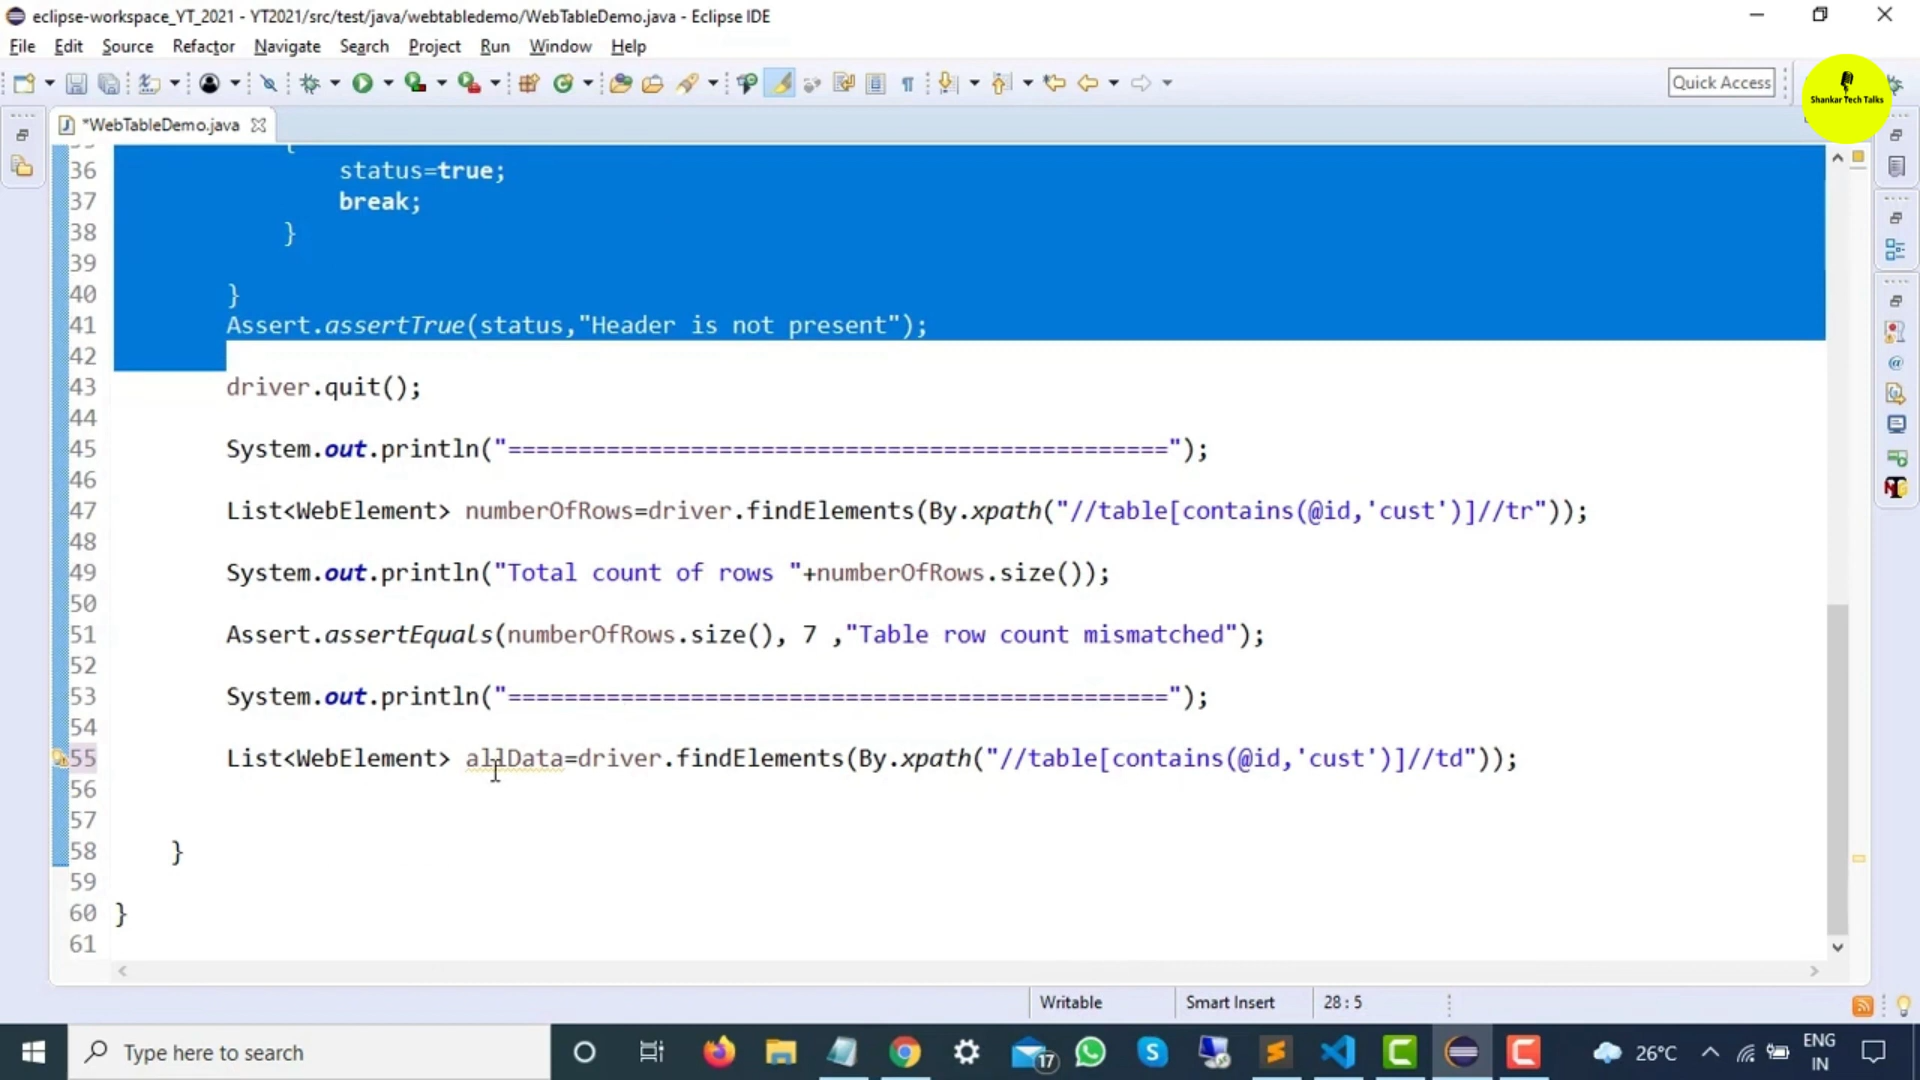 eclipse-workspace_YT_2021 - YT2021/src/test/java/webtabledemo/WebTableDemo.java - Eclipse IDE
File Edit Source Refactor Navigate Search Project Run Window Help
Quick Access
Shankar Tech Talks
*WebTableDemo.java
{
36 status=true;
37 break;
38 }
39
40 }
41 Assert.assertTrue(status,"Header is not present");
42
43 driver.quit();
44
45 System.out.println("===============================================");
46
47 List<WebElement> numberOfRows=driver.findElements(By.xpath("//table[contains(@id,'cust')]//tr"));
48
49 System.out.println("Total count of rows "+numberOfRows.size());
50
51 Assert.assertEquals(numberOfRows.size(), 7 ,"Table row count mismatched");
52
53 System.out.println("===============================================");
54
55 List<WebElement> allData=driver.findElements(By.xpath("//table[contains(@id,'cust')]//td"));
56
57
58 }
59
60 }
61
Writable Smart Insert 28 : 5
Type here to search
17
26°C
ENG
IN